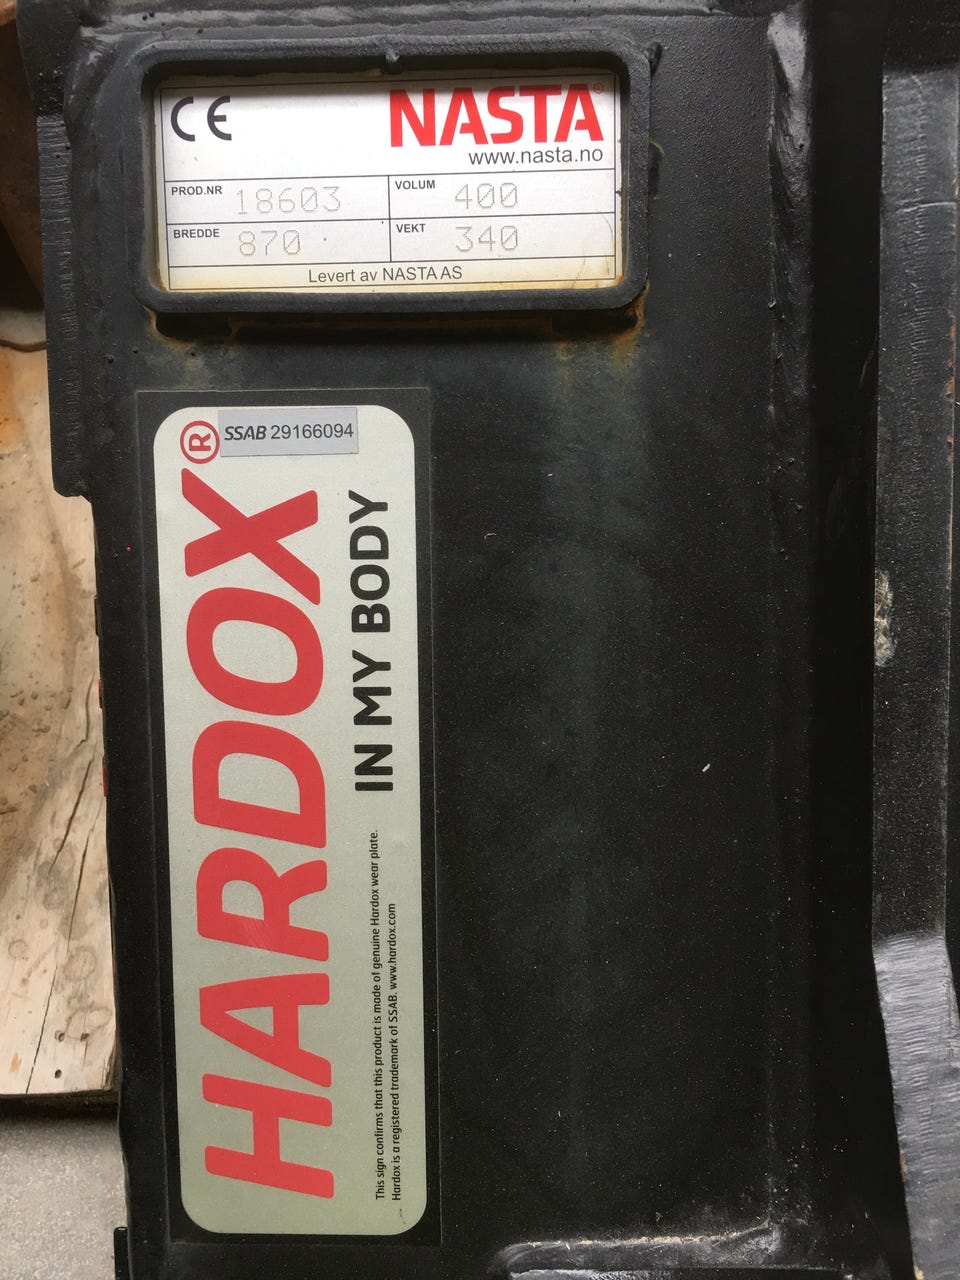 CE
NASTA®
www.nasta.no
PROD.NR 18603 VOLUM 400
BREDDE 870 VEKT 340
Levert av NASTA AS
SSAB 29166094
HARDOX®
IN MY BODY
This sign confirms that this product is made of genuine Hardox wear plate.
Hardox is a registered trademark of SSAB. www.hardox.com